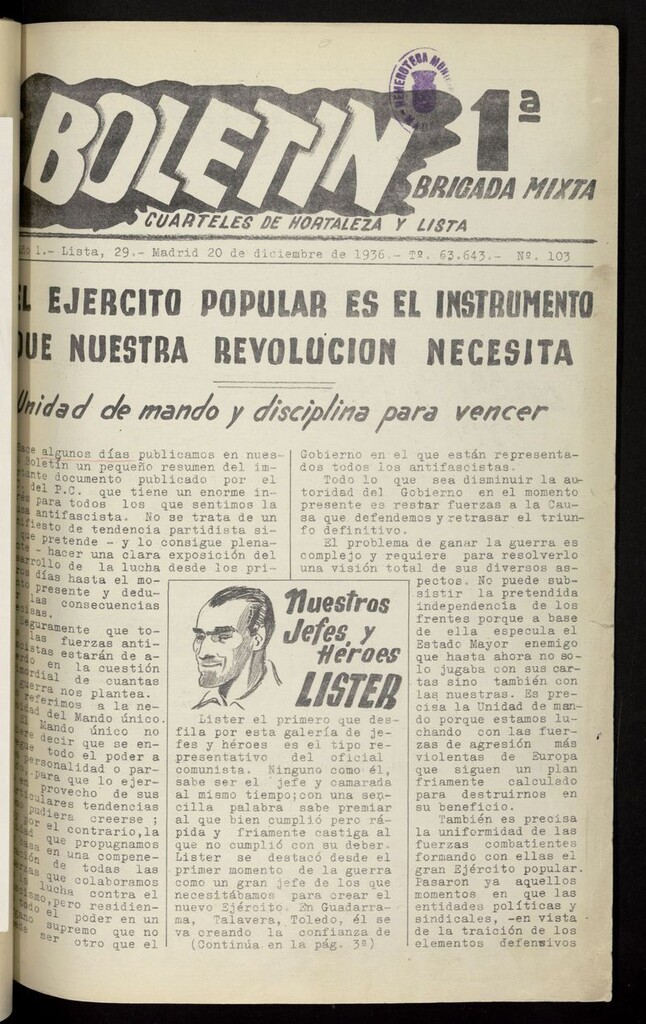 BOLETIN
HEMEROTECA
1ª
BRIGADA MIXTA
CUARTELES DE HORTALEZA Y LISTA
1.- Lista, 29.- Madrid 20 de diciembre de 1936.- Tº. 63.643.- Nº. 103
EL EJERCITO POPULAR ES EL INSTRUMENTO
QUE NUESTRA REVOLUCION NECESITA
Unidad de mando y disciplina para vencer
algunos días publicamos en nues-
Boletín un pequeño resumen del im-
documento publicado por el
del P.C. que tiene un enorme in-
para todos los que sentimos la
antifascista. No se trata de un
de tendencia partidista si-
pretende - y lo consigue plena-
- hacer una clara exposición del
de la lucha desde los pri-
días hasta el mo-
presente y dedu-
las consecuencias
que to-
las fuerzas anti-
estarán de a-
en la cuestión
de cuantas
nos plantea.
a la ne-
del Mando único.
Mando único no
decir que se en-
todo el poder a
personalidad o par-
para que lo ejer-
provecho de sus
tendencias
creerse ;
el contrario, la
que propugnamos
en una compene-
de todas las
que colaboramos
lucha contra el
pero residien-
el poder en un
supremo que no
ser otro que el
Gobierno en el que están representa-
dos todos los antifascistas.
Todo lo que sea disminuir la au-
toridad del Gobierno en el momento
presente es restar fuerzas a la Cau-
sa que defendemos y retrasar el triun-
fo definitivo.
El problema de ganar la guerra es
complejo y requiere para resolverlo
una visión total de sus diversos as-
pectos. No puede sub-
sistir la pretendida
independencia de los
frentes porque a base
de ella especula el
Estado Mayor enemigo
que hasta ahora no so-
lo jugaba con sus car-
tas sino también con
las nuestras. Es pre-
cisa la Unidad de man-
do porque estamos lu-
chando con las fuer-
zas de agresión más
violentas de Europa
que siguen un plan
friamente calculado
para destruirnos en
su beneficio.
También es precisa
la uniformidad de las
fuerzas combatientes
formando con ellas el
gran Ejército popular.
Pasaron ya aquellos
momentos en que las
entidades políticas y
sindicales, -en vista
de la traición de los
elementos defensivos
Nuestros
Jefes y
Héroes
LISTER
Lister el primero que des-
fila por esta galería de je-
fes y héroes es el tipo re-
presentativo del oficial
comunista. Ninguno como él,
sabe ser el jefe y camarada
al mismo tiempo; con una sen-
cilla palabra sabe premiar
al que bien cumplió pero rá-
pida y friamente castiga al
que no cumplió con su deber.
Lister se destacó desde el
primer momento de la guerra
como un gran jefe de los que
necesitábamos para crear el
nuevo Ejército. En Guadarra-
ma, Talavera, Toledo, él se
va creando la confianza de
(Continúa en la pág. 3ª)